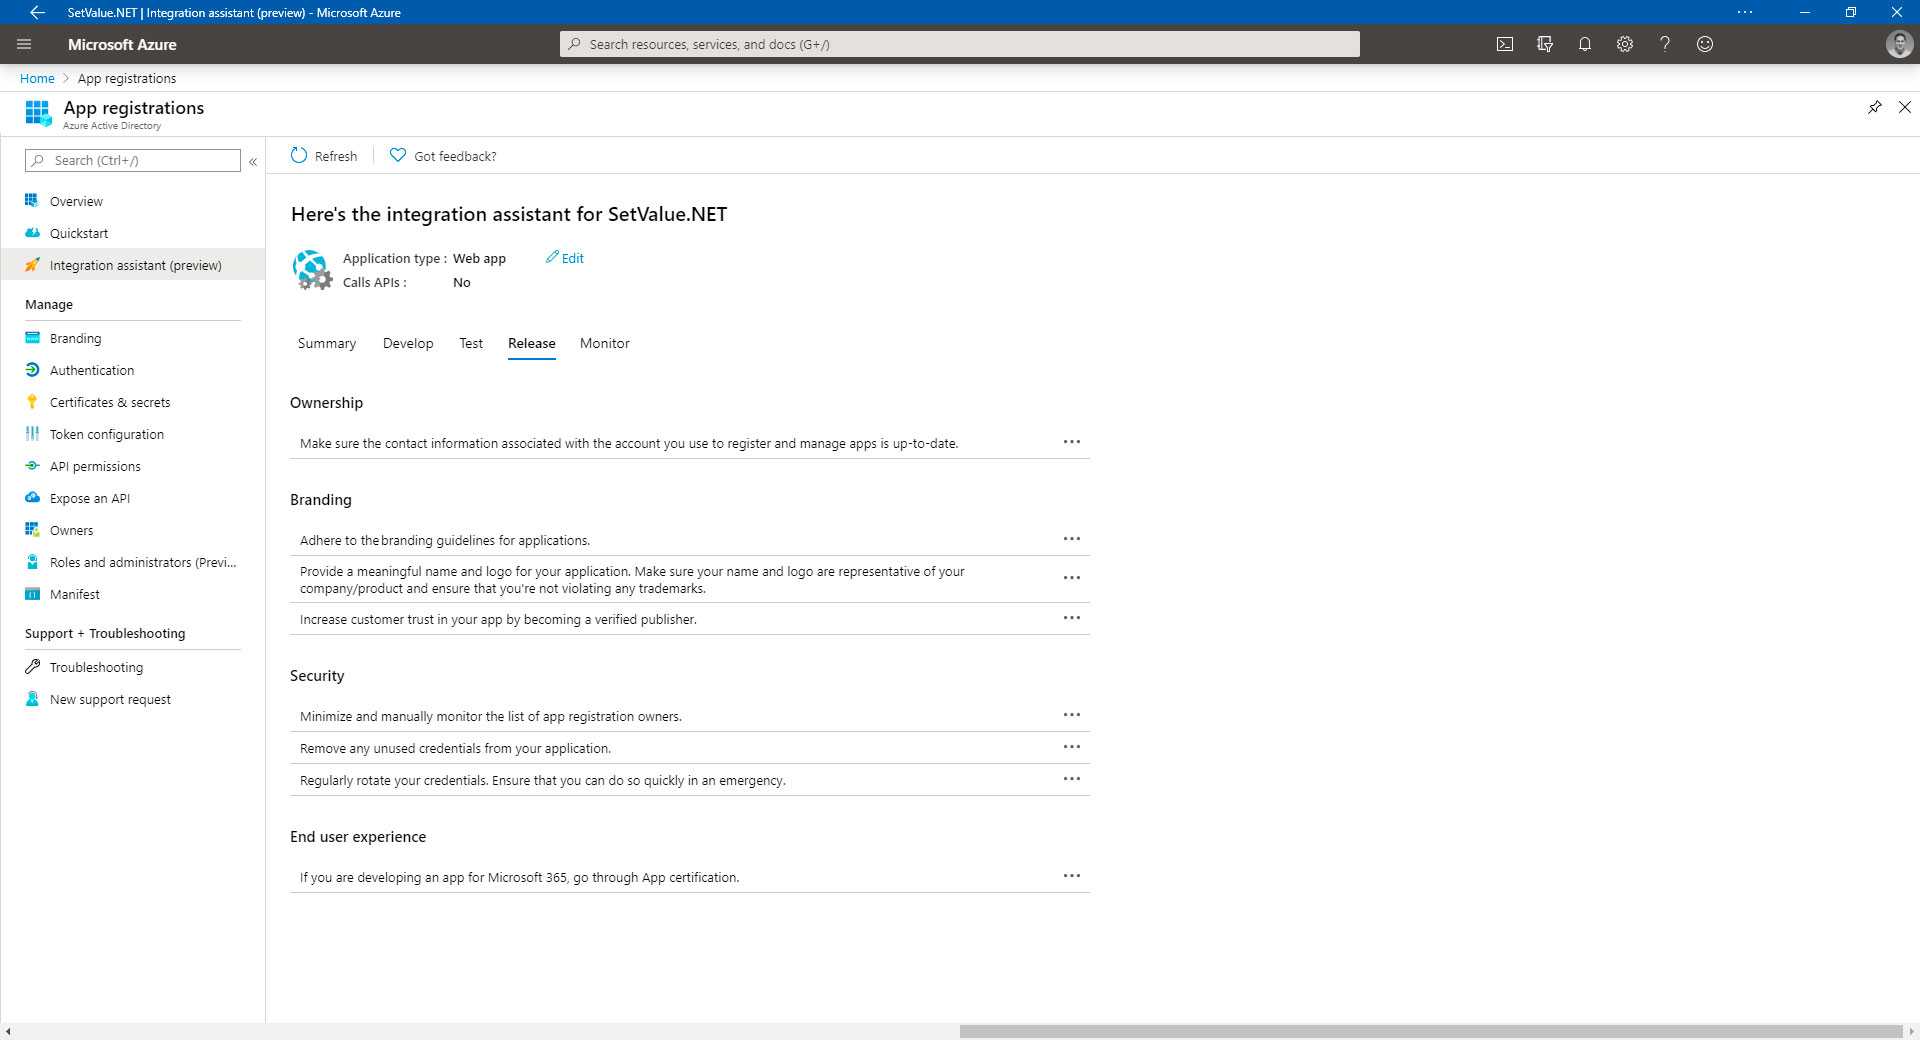 SetValue.NET | Integration assistant (preview) - Microsoft Azure
Microsoft Azure
Search resources, services, and docs (G+/)
Home > App registrations
App registrations
Azure Active Directory
Search (Ctrl+/)
«
Overview
Quickstart
Integration assistant (preview)
Manage
Branding
Authentication
Certificates & secrets
Token configuration
API permissions
Expose an API
Owners
Roles and administrators (Previ...
Manifest
Support + Troubleshooting
Troubleshooting
New support request
Refresh
Got feedback?
Here's the integration assistant for SetValue.NET
Application type : Web app
Edit
Calls APIs : No
Summary Develop Test Release Monitor
Ownership
Make sure the contact information associated with the account you use to register and manage apps is up-to-date.
Branding
Adhere to the branding guidelines for applications.
Provide a meaningful name and logo for your application. Make sure your name and logo are representative of your
company/product and ensure that you're not violating any trademarks.
Increase customer trust in your app by becoming a verified publisher.
Security
Minimize and manually monitor the list of app registration owners.
Remove any unused credentials from your application.
Regularly rotate your credentials. Ensure that you can do so quickly in an emergency.
End user experience
If you are developing an app for Microsoft 365, go through App certification.